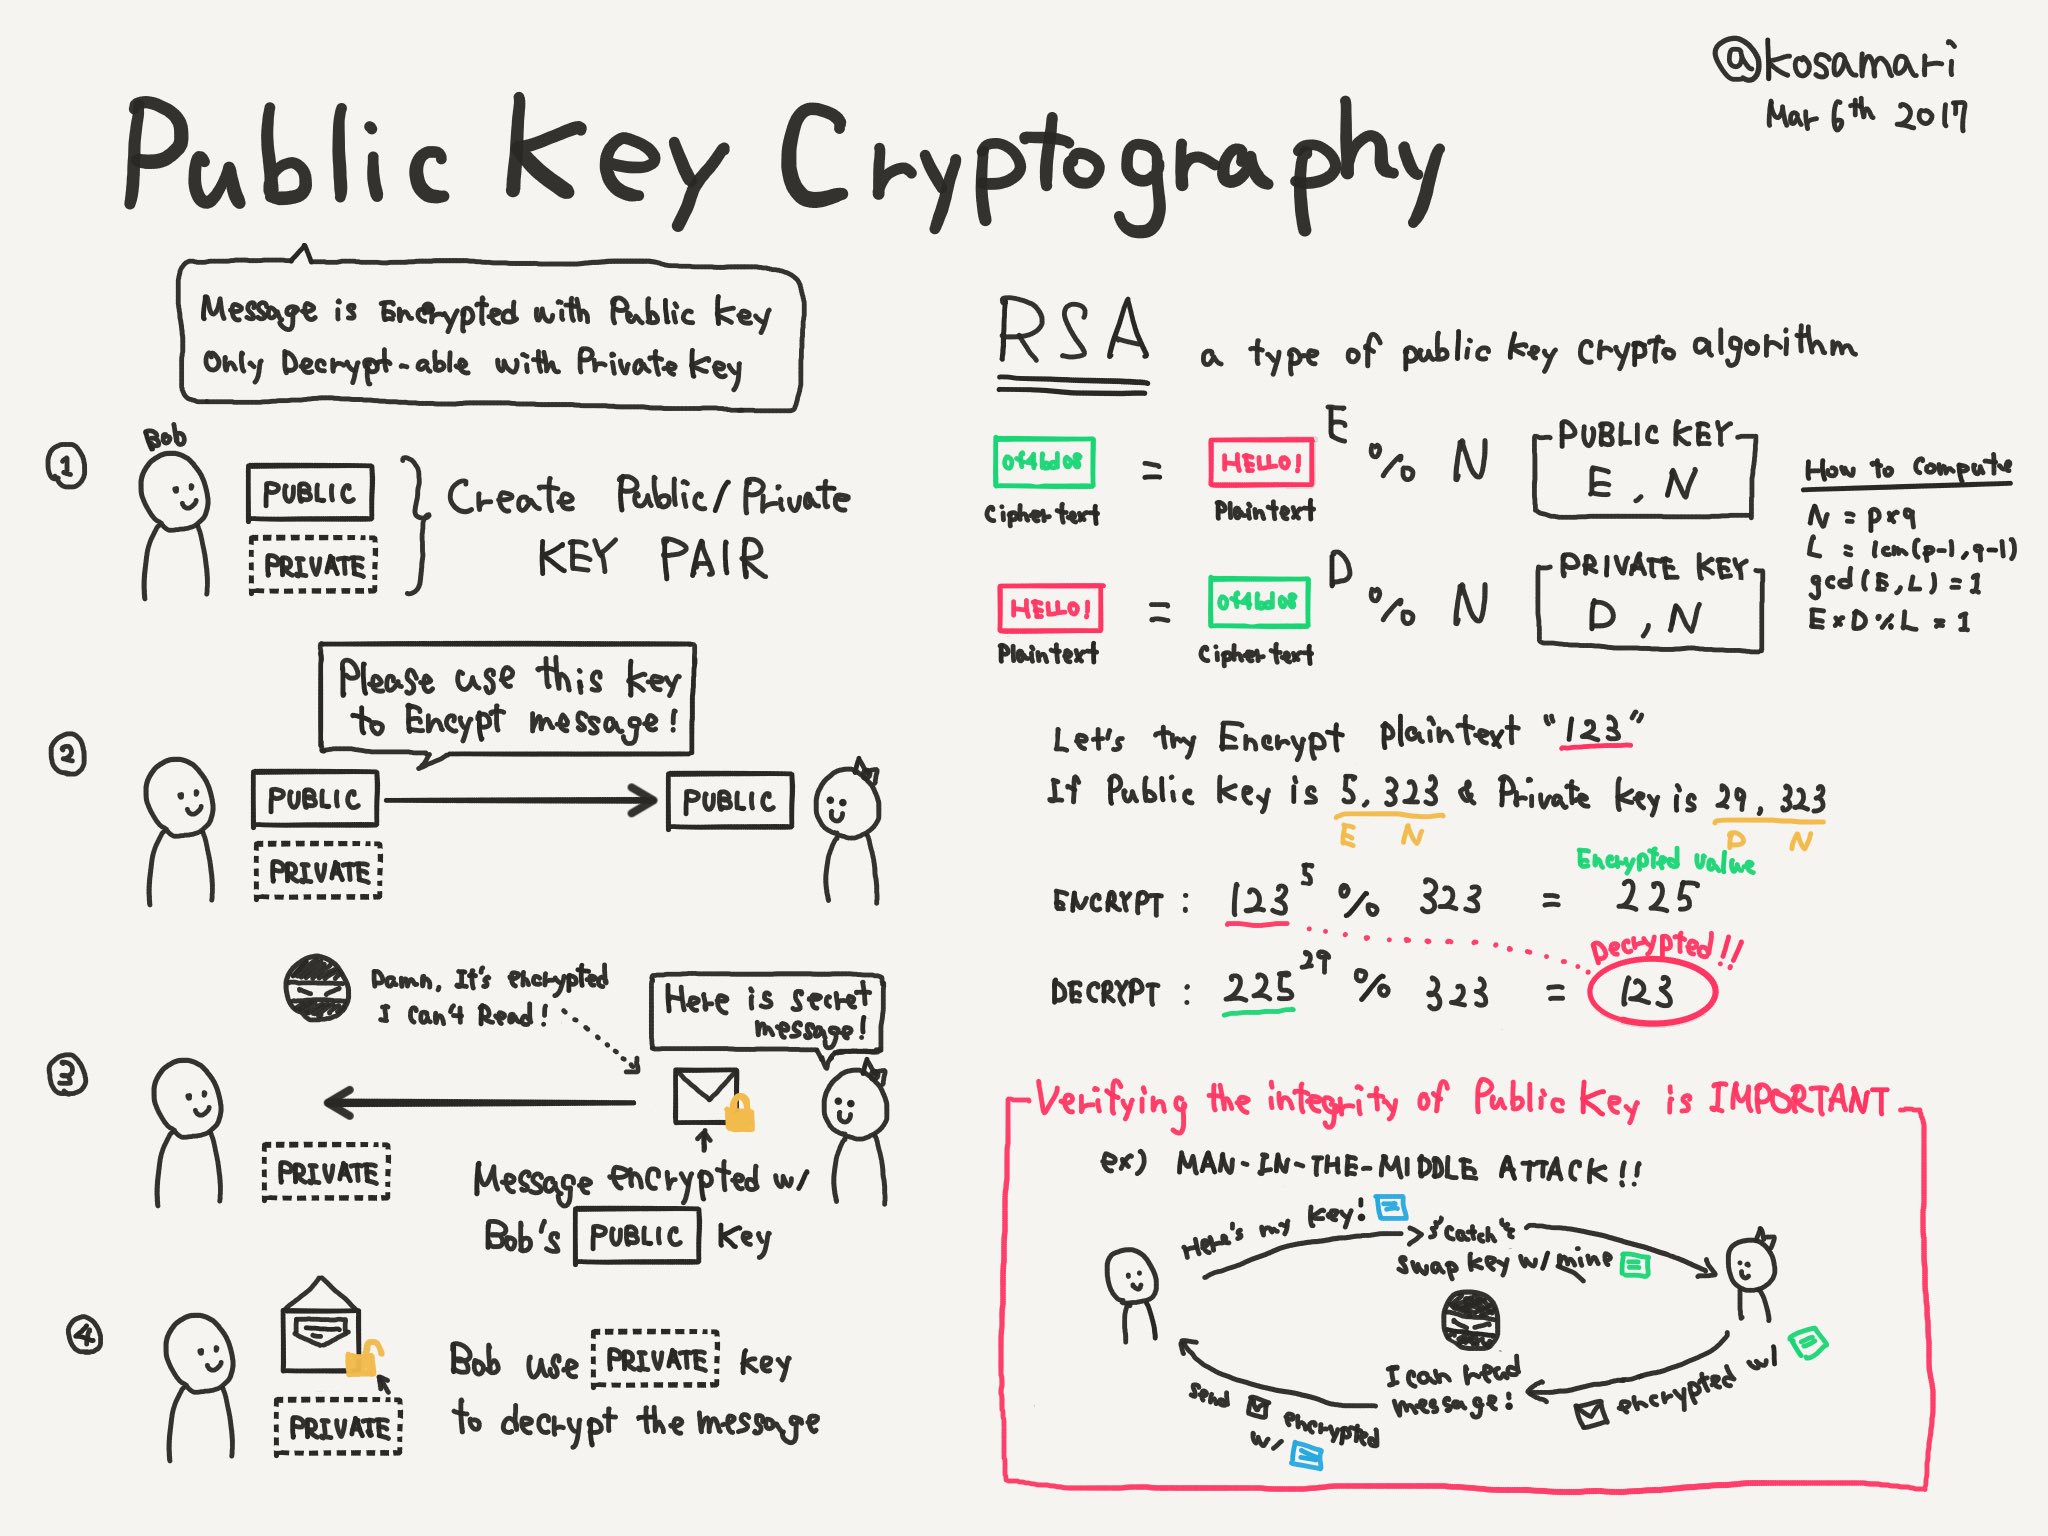 @kosamari
Mar 6th 2017
Public Key Cryptography
Message is Encrypted with Public Key
Only Decrypt-able with Private Key
①
Bob
PUBLIC
PRIVATE
Create Public/Private
KEY PAIR
Please use this key
to Encypt message!
②
PUBLIC
PUBLIC
PRIVATE
Damn, It's encrypted
I can't Read!
Here is secret
message!
③
PRIVATE
Message encrypted w/
Bob's PUBLIC Key
④
PRIVATE
Bob use PRIVATE key
to decrypt the message
RSA a type of public key crypto algorithm
0f4bd08 = HELLO! E % N
Ciphertext Plaintext
PUBLIC KEY
E, N
HELLO! = 0f4bd08 D % N
Plaintext Ciphertext
PRIVATE KEY
D, N
How to compute
N = p×q
L = lcm(p-1, q-1)
gcd(E, L) = 1
E × D % L = 1
Let's try Encrypt plaintext "123"
If Public Key is 5, 323 & Private key is 29, 323
E N D N
Encrypted value
ENCRYPT: 123 5 % 323 = 225
Decrypted!!
DECRYPT: 225 29 % 323 = 123
Verifying the integrity of Public Key is IMPORTANT
ex) MAN-IN-THE-MIDDLE ATTACK!!
Here's my key!
Catch
swap key w/ mine
I can read
message!
encrypted w/
send encrypted
w/